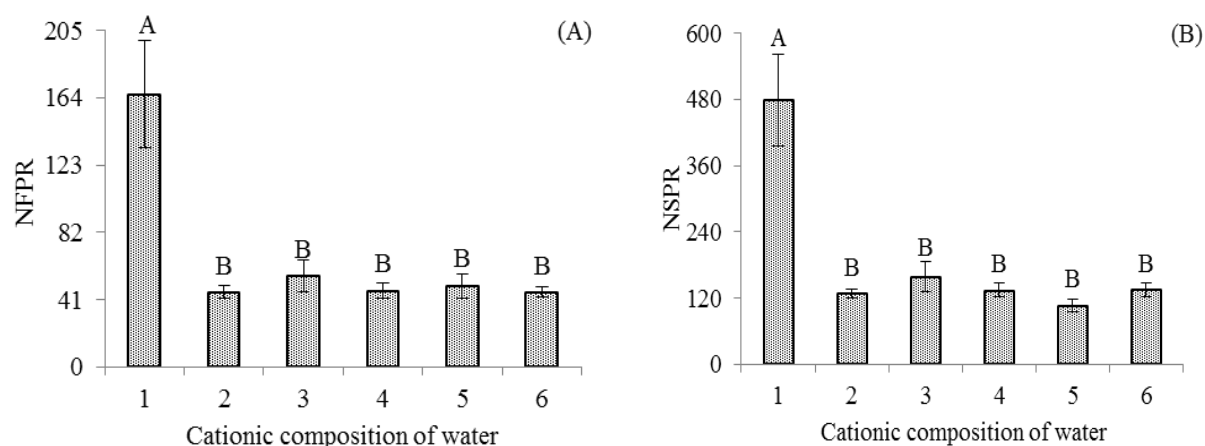 (A)
NFPR
205
164
123
82
41
0
A
B
B
B
B
B
1 2 3 4 5 6
Cationic composition of water
(B)
NSPR
600
480
360
240
120
0
A
B
B
B
B
B
1 2 3 4 5 6
Cationic composition of water